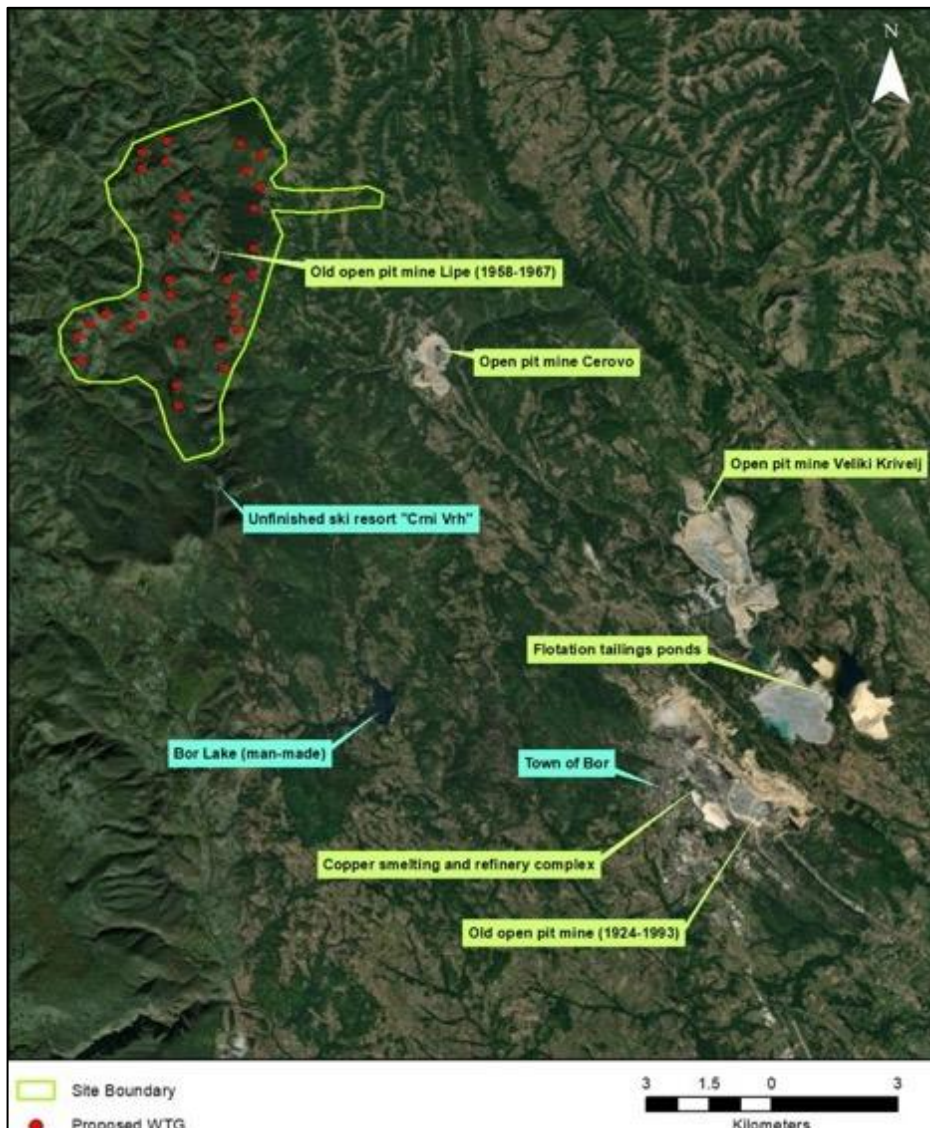 N
Old open pit mine Lipe (1958-1967)
Open pit mine Cerovo
Open pit mine Veliki Krivelj
Unfinished ski resort "Crni Vrh"
Flotation tailings ponds
Bor Lake (man-made)
Town of Bor
Copper smelting and refinery complex
Old open pit mine (1924-1993)
Site Boundary
3 1.5 0 3
Proposed WTG
Kilometers